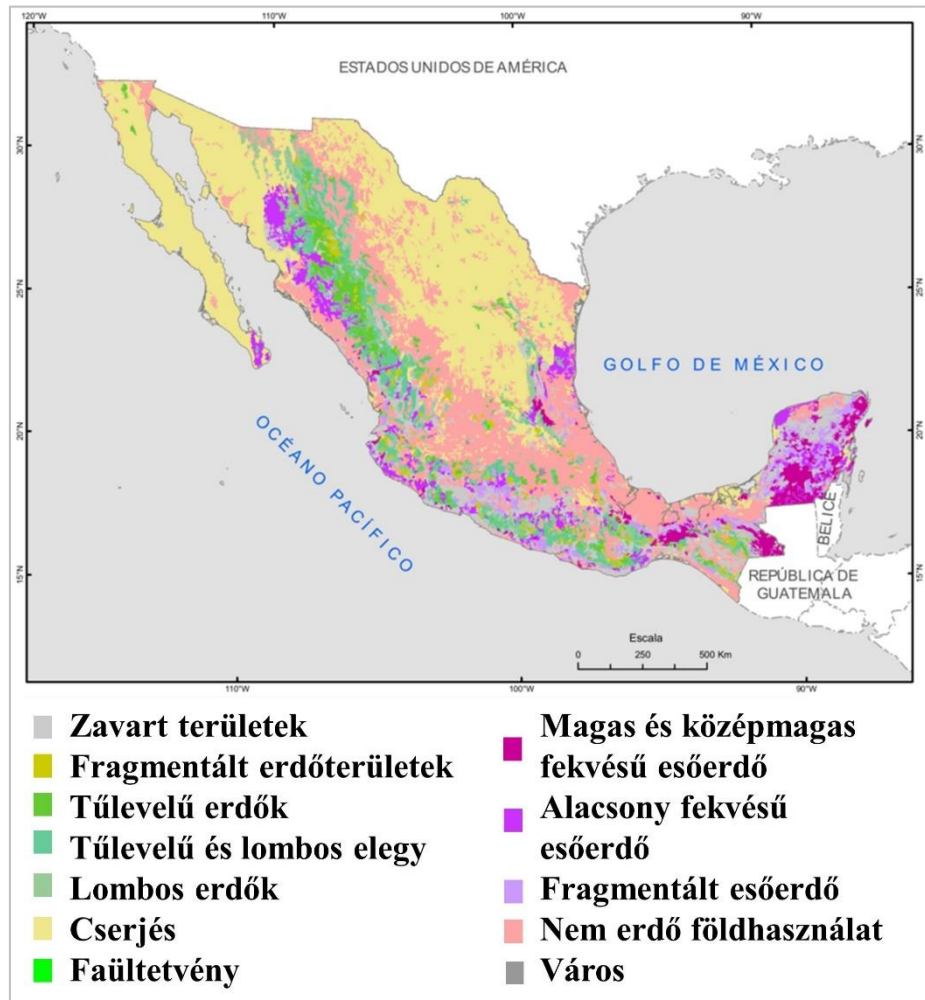 120°W 110°W 100°W 90°W
ESTADOS UNIDOS DE AMÉRICA
30°N 30°N
25°N 25°N
GOLFO DE MÉXICO
20°N 20°N
OCÉANO PACÍFICO
BELICE
15°N 15°N
REPÚBLICA DE
GUATEMALA
Escala
0 250 500 Km
110°W 100°W 90°W
Zavart területek
Fragmentált erdőterületek
Tűlevelű erdők
Tűlevelű és lombos elegy
Lombos erdők
Cserjés
Faültetvény
Magas és középmagas
fekvésű esőerdő
Alacsony fekvésű
esőerdő
Fragmentált esőerdő
Nem erdő földhasználat
Város